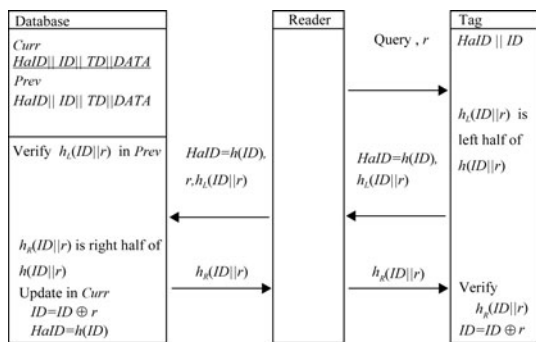 Database
Reader
Tag
Curr
HaID|| ID|| TD||DATA
Prev
HaID|| ID|| TD||DATA
Query , r
HaID || ID
h_L(ID||r) is
left half of
h(ID||r)
Verify h_L(ID||r) in Prev
HaID=h(ID),
r,h_L(ID||r)
HaID=h(ID),
h_L(ID||r)
h_R(ID||r) is right half of
h(ID||r)
Update in Curr
ID=ID ⊕ r
HaID=h(ID)
h_R(ID||r)
h_R(ID||r)
Verify
h_R(ID||r)
ID=ID ⊕ r